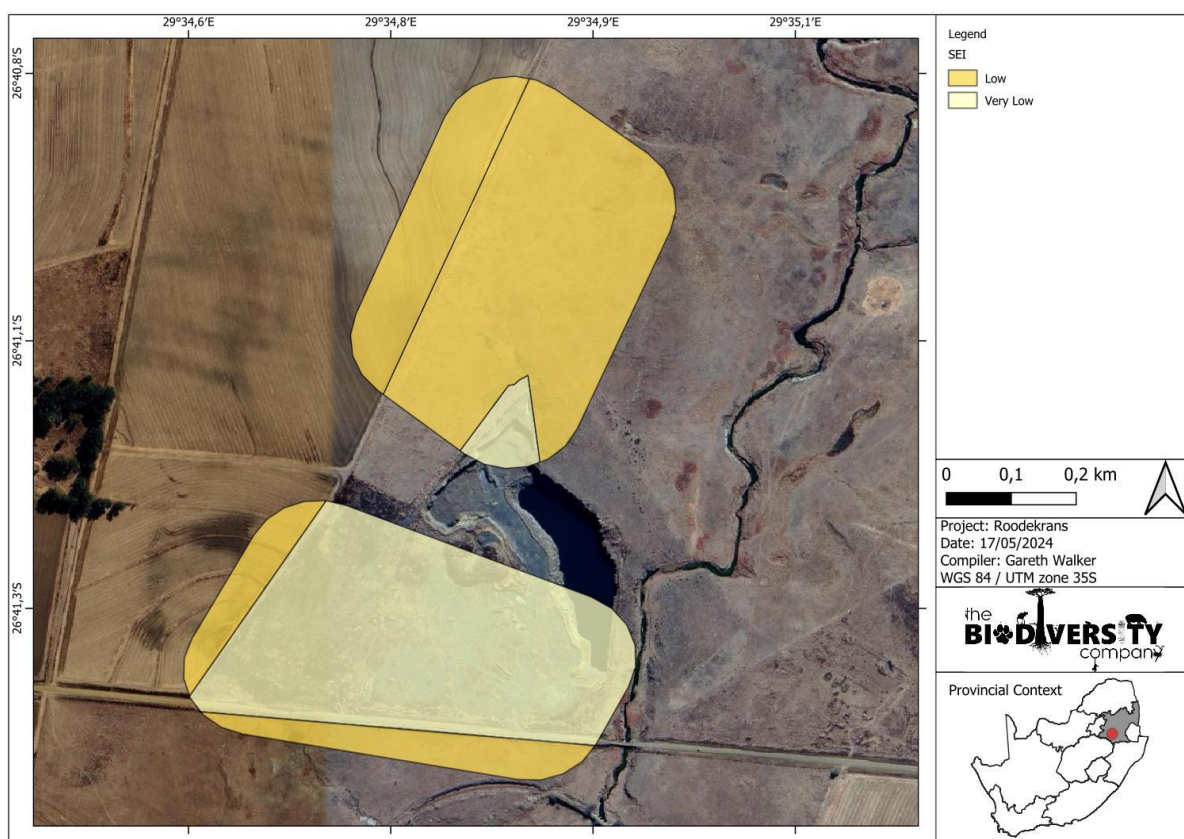 29°34,6'E 29°34,8'E 29°34,9'E 29°35,1'E
26°40,8'S
26°41,1'S
26°41,3'S
Legend
SEI
Low
Very Low
0 0,1 0,2 km
Project: Roodekrans
Date: 17/05/2024
Compiler: Gareth Walker
WGS 84 / UTM zone 35S
the
BIODIVERSITY
company
Provincial Context